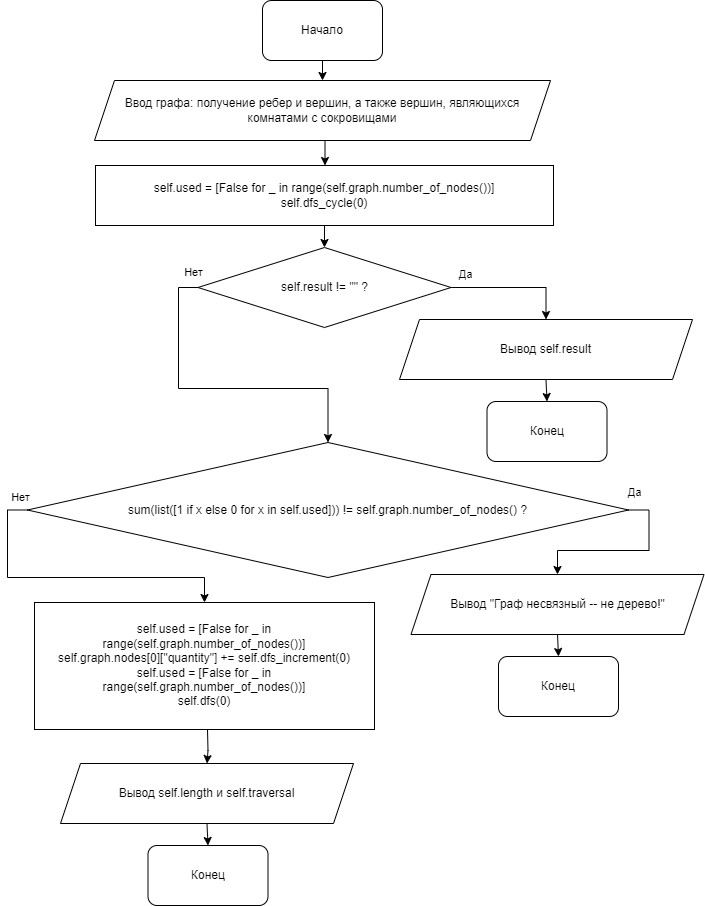 Начало
Ввод графа: получение ребер и вершин, а также вершин, являющихся
комнатами с сокровищами
self.used = [False for _ in range(self.graph.number_of_nodes())]
self.dfs_cycle(0)
Нет
Да
self.result != "" ?
Вывод self.result
Конец
Нет
Да
sum(list([1 if x else 0 for x in self.used])) != self.graph.number_of_nodes() ?
Вывод "Граф несвязный -- не дерево!"
Конец
self.used = [False for _ in
range(self.graph.number_of_nodes())]
self.graph.nodes[0]["quantity"] += self.dfs_increment(0)
self.used = [False for _ in
range(self.graph.number_of_nodes())]
self.dfs(0)
Вывод self.length и self.traversal
Конец